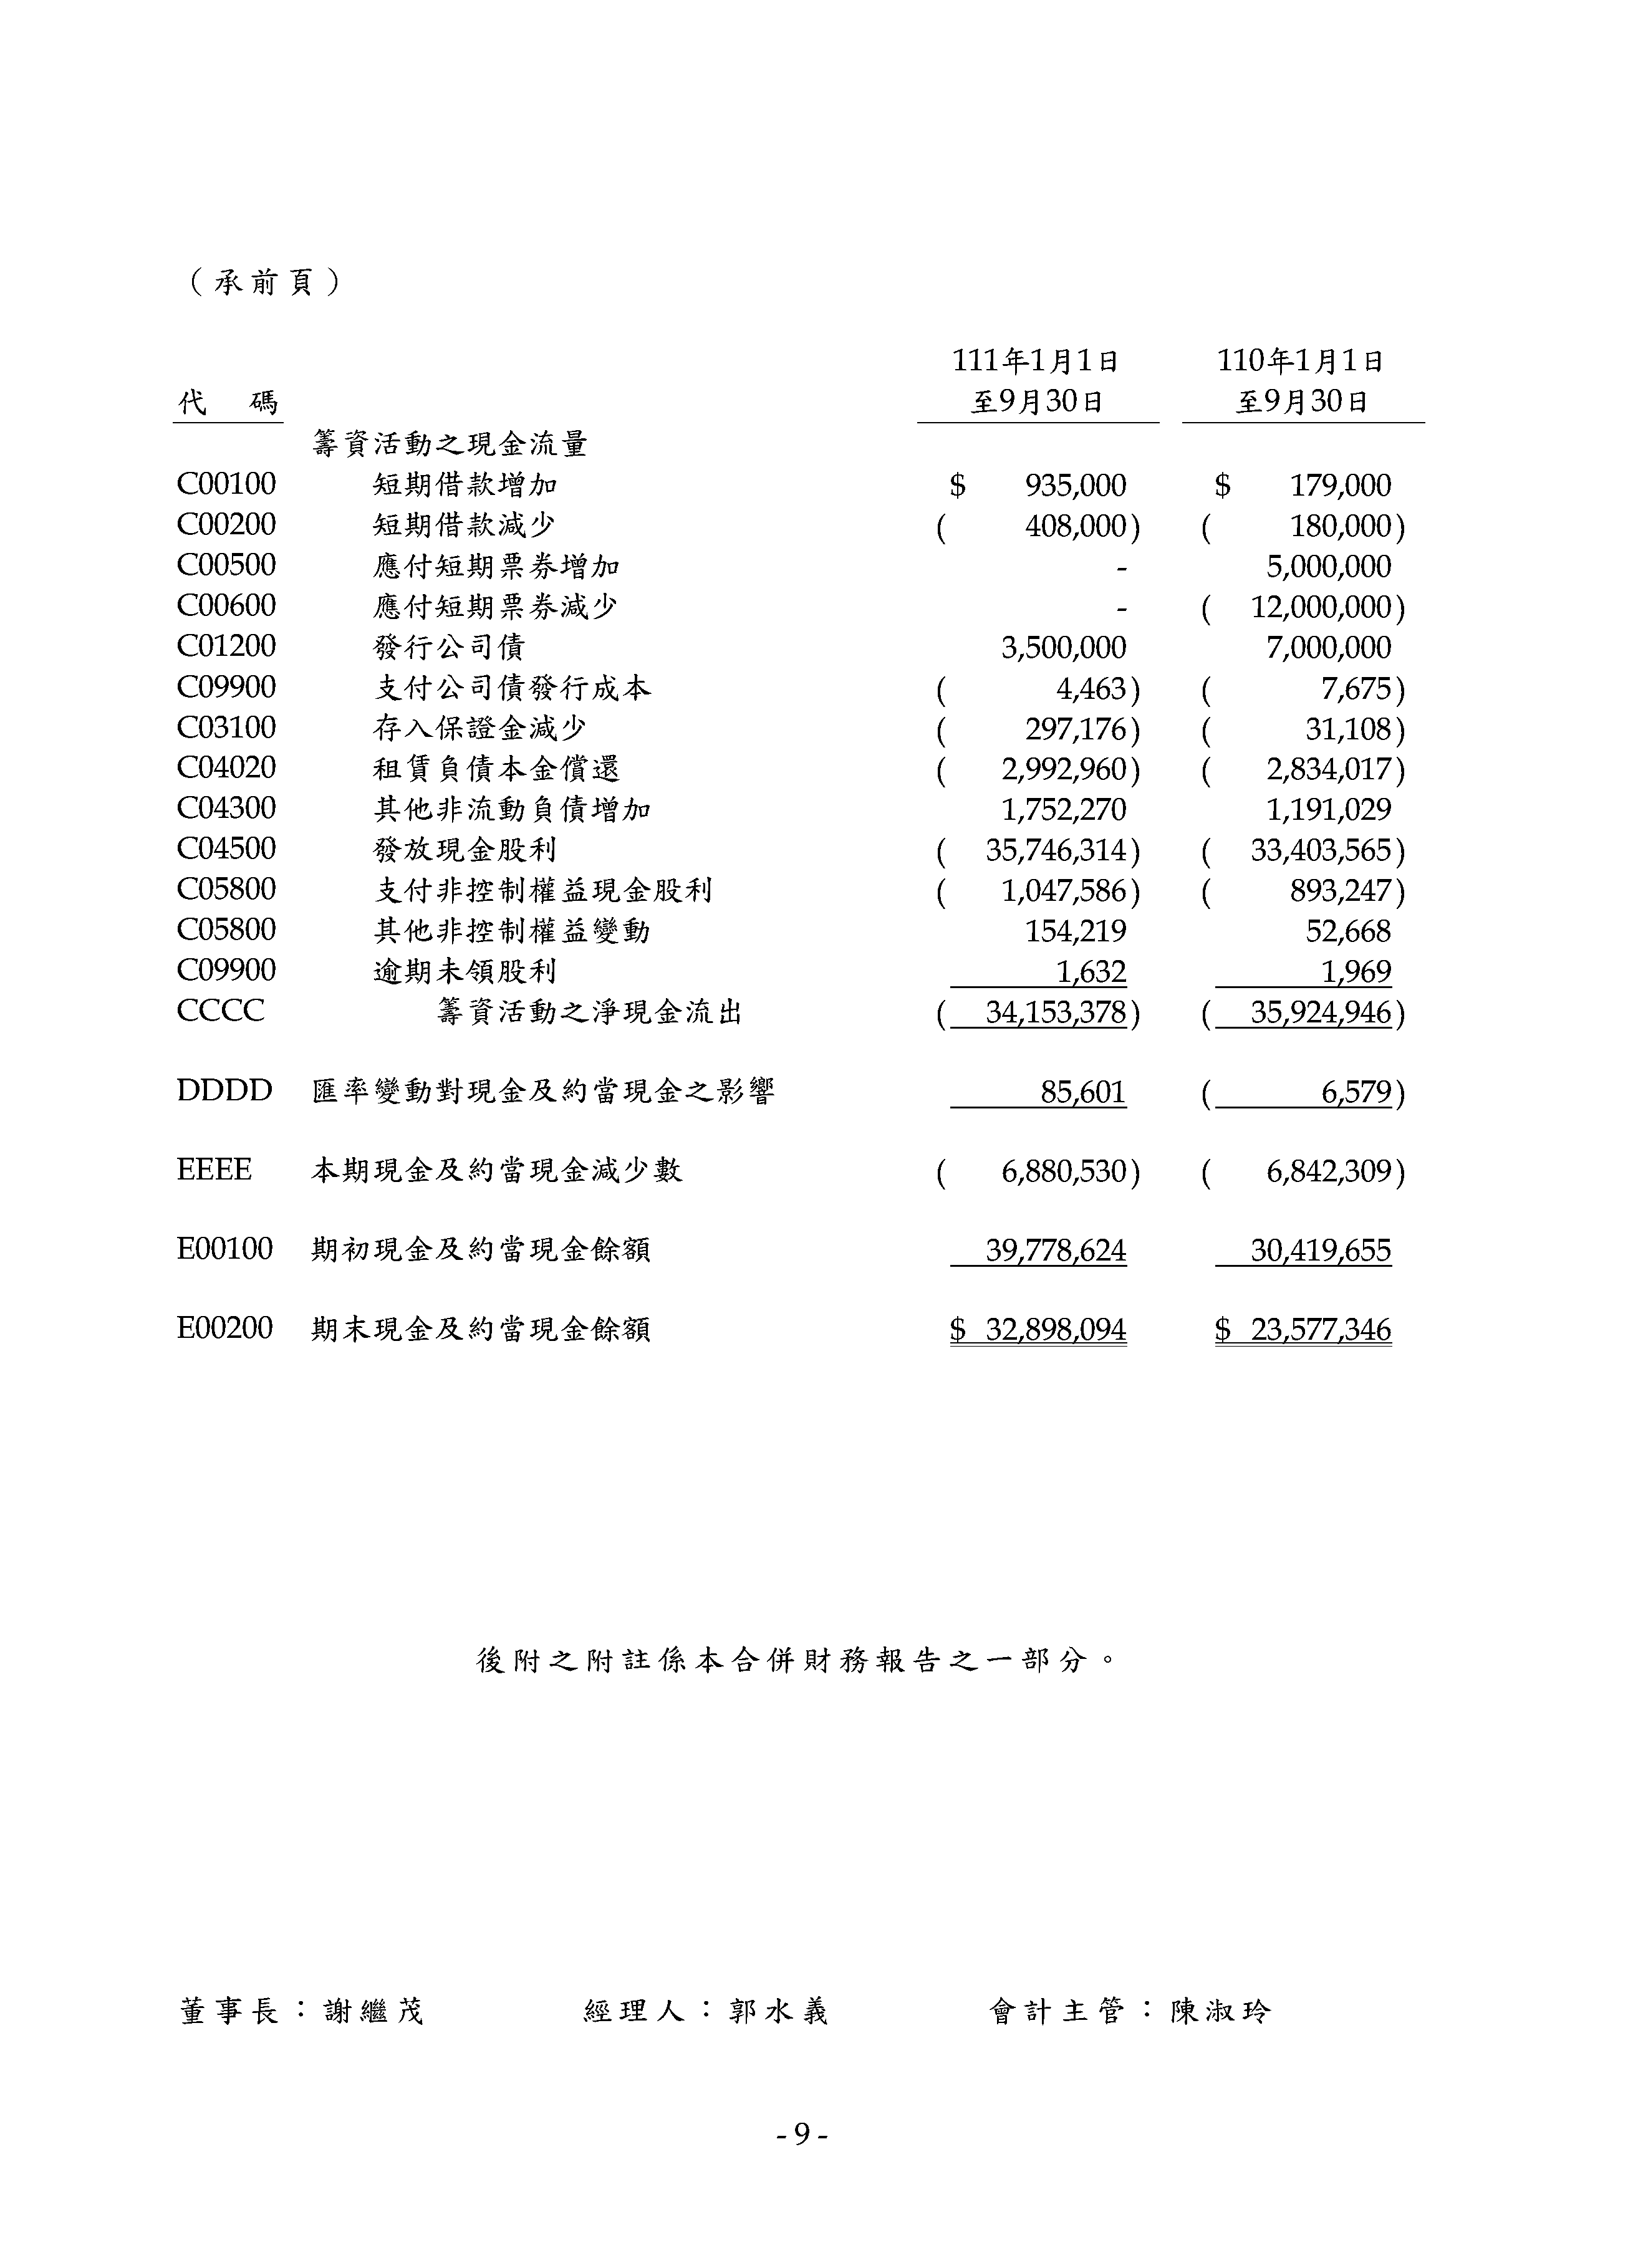 （承前頁）
111年1月1日 110年1月1日
代 碼 至9月30日 至9月30日
籌資活動之現金流量
C00100 短期借款增加 $ 935,000 $ 179,000
C00200 短期借款減少 ( 408,000) ( 180,000)
C00500 應付短期票券增加 - 5,000,000
C00600 應付短期票券減少 - ( 12,000,000)
C01200 發行公司債 3,500,000 7,000,000
C09900 支付公司債發行成本 ( 4,463) ( 7,675)
C03100 存入保證金減少 ( 297,176) ( 31,108)
C04020 租賃負債本金償還 ( 2,992,960) ( 2,834,017)
C04300 其他非流動負債增加 1,752,270 1,191,029
C04500 發放現金股利 ( 35,746,314) ( 33,403,565)
C05800 支付非控制權益現金股利 ( 1,047,586) ( 893,247)
C05800 其他非控制權益變動 154,219 52,668
C09900 逾期未領股利 1,632 1,969
CCCC 籌資活動之淨現金流出 ( 34,153,378) ( 35,924,946)
DDDD 匯率變動對現金及約當現金之影響 85,601 ( 6,579)
EEEE 本期現金及約當現金減少數 ( 6,880,530) ( 6,842,309)
E00100 期初現金及約當現金餘額 39,778,624 30,419,655
E00200 期末現金及約當現金餘額 $ 32,898,094 $ 23,577,346
後附之附註係本合併財務報告之一部分。
董事長：謝繼茂 經理人：郭水義 會計主管：陳淑玲
- 9 -